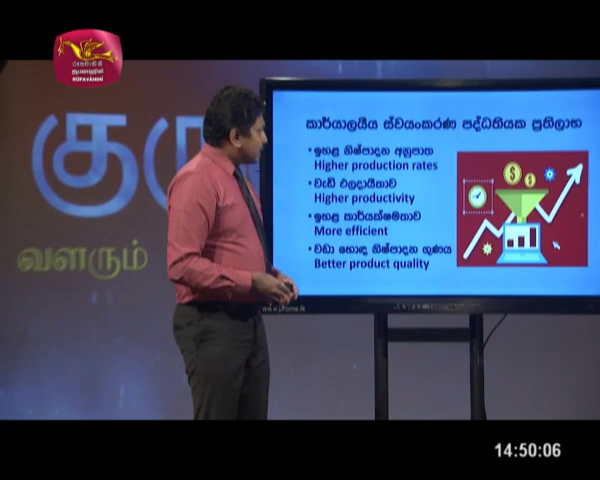 රූපවාහිනී
RUPAVAHINI
குரு
வளரும்
කාර්යාලයීය ස්වයංකරණ පද්ධතියක ප්‍රතිලාභ
• ඉහළ නිෂ්පාදන අනුපාත
Higher production rates
• වැඩි ඵලදායීතාව
Higher productivity
• ඉහළ කාර්යක්ෂමතාව
More efficient
• වඩා හොඳ නිෂ්පාදන ගුණය
Better product quality
14:50:06